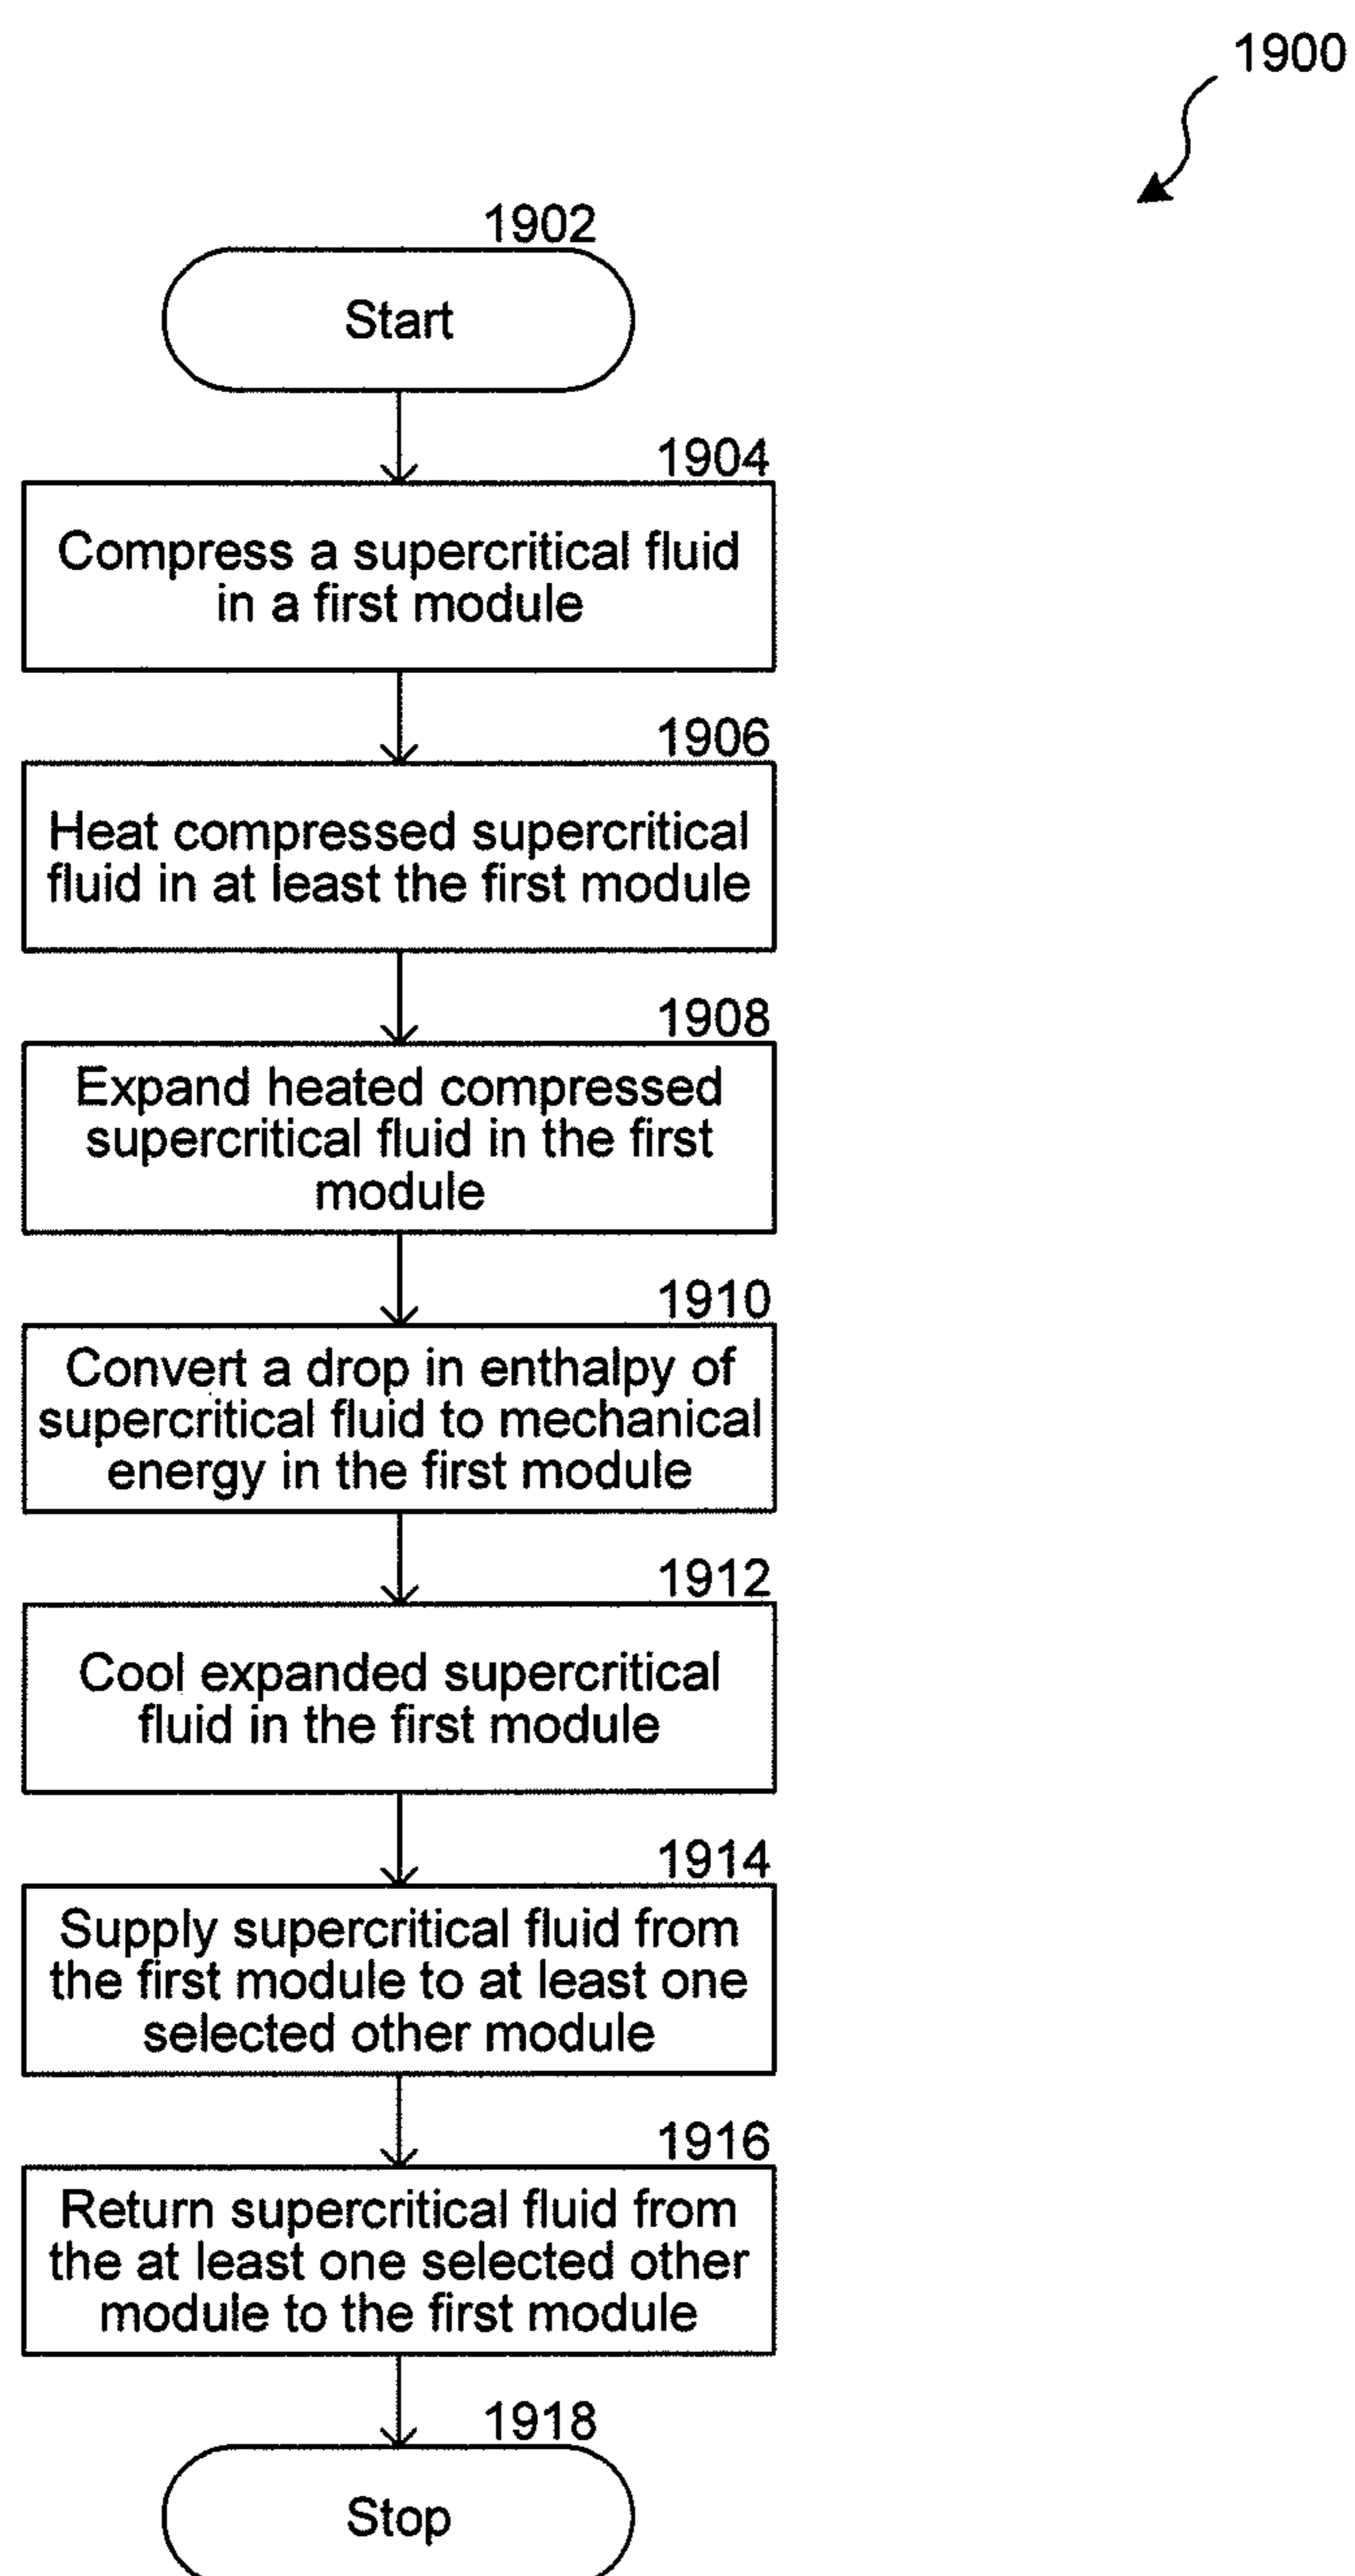 1900
1902
Start
1904
Compress a supercritical fluid
in a first module
1906
Heat compressed supercritical
fluid in at least the first module
1908
Expand heated compressed
supercritical fluid in the first
module
1910
Convert a drop in enthalpy of
supercritical fluid to mechanical
energy in the first module
1912
Cool expanded supercritical
fluid in the first module
1914
Supply supercritical fluid from
the first module to at least one
selected other module
1916
Return supercritical fluid from
the at least one selected other
module to the first module
1918
Stop